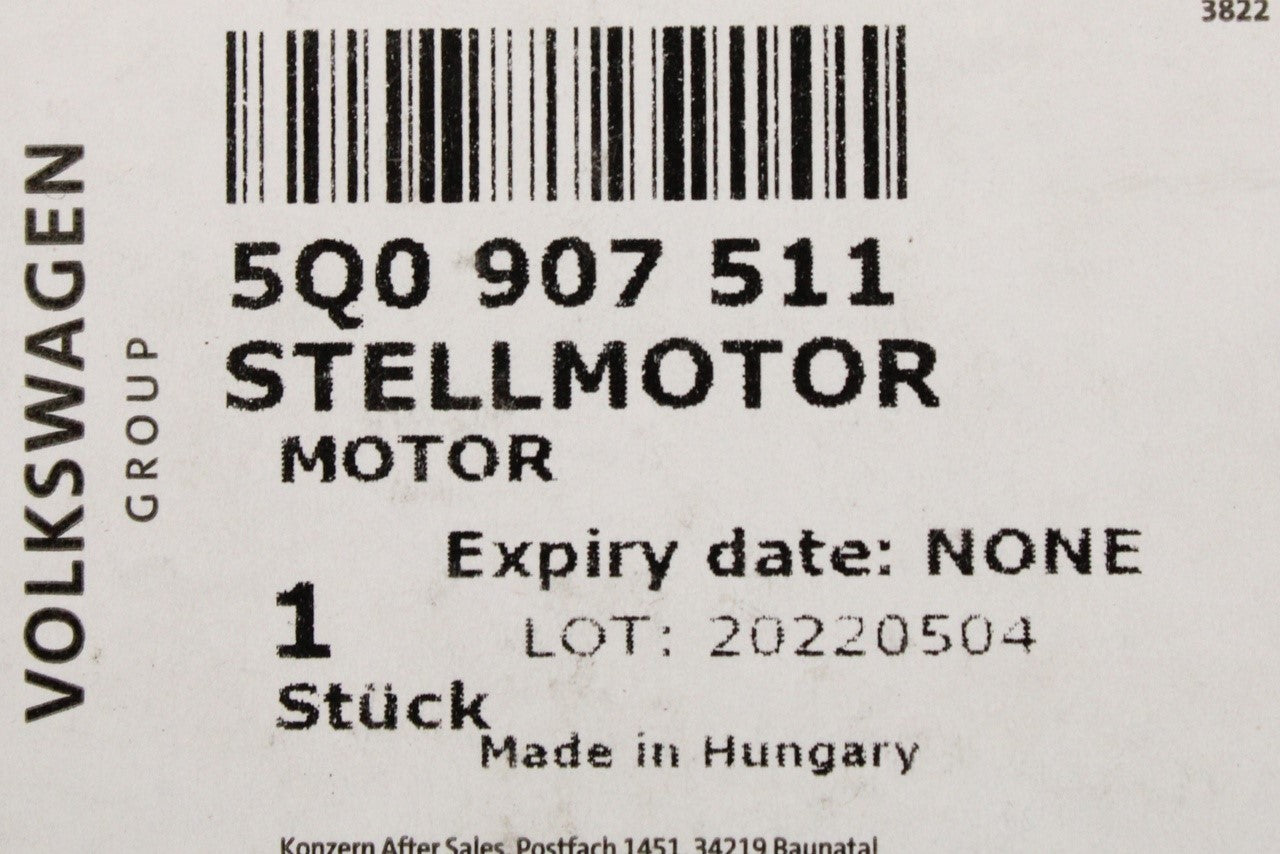 3822
VOLKSWAGEN
GROUP
5Q0 907 511
STELLMOTOR
MOTOR
Expiry date: NONE
1
LOT: 20220504
Stück
Made in Hungary
Konzern After Sales, Postfach 1451, 34219 Baunatal